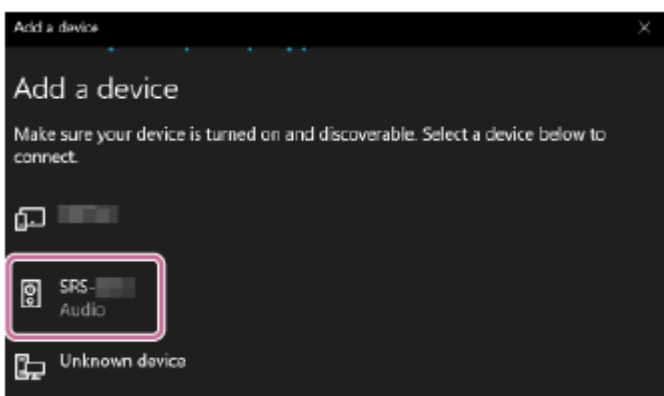 Add a device
Add a device
Make sure your device is turned on and discoverable. Select a device below to
connect.
SRS-
Audio
Unknown device